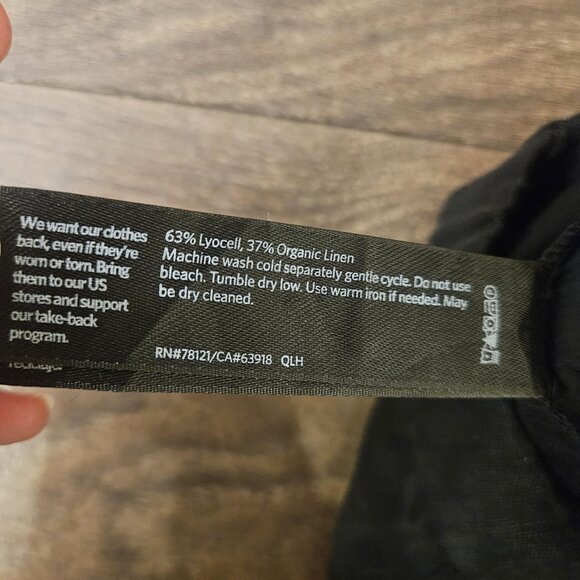 We want our clothes
back, even if they're
worn or torn. Bring
them to our US
stores and support
our take-back
program.
63% Lyocell, 37% Organic Linen
Machine wash cold separately gentle cycle. Do not use
bleach. Tumble dry low. Use warm iron if needed. May
be dry cleaned.
RN#78121/CA#63918 QLH